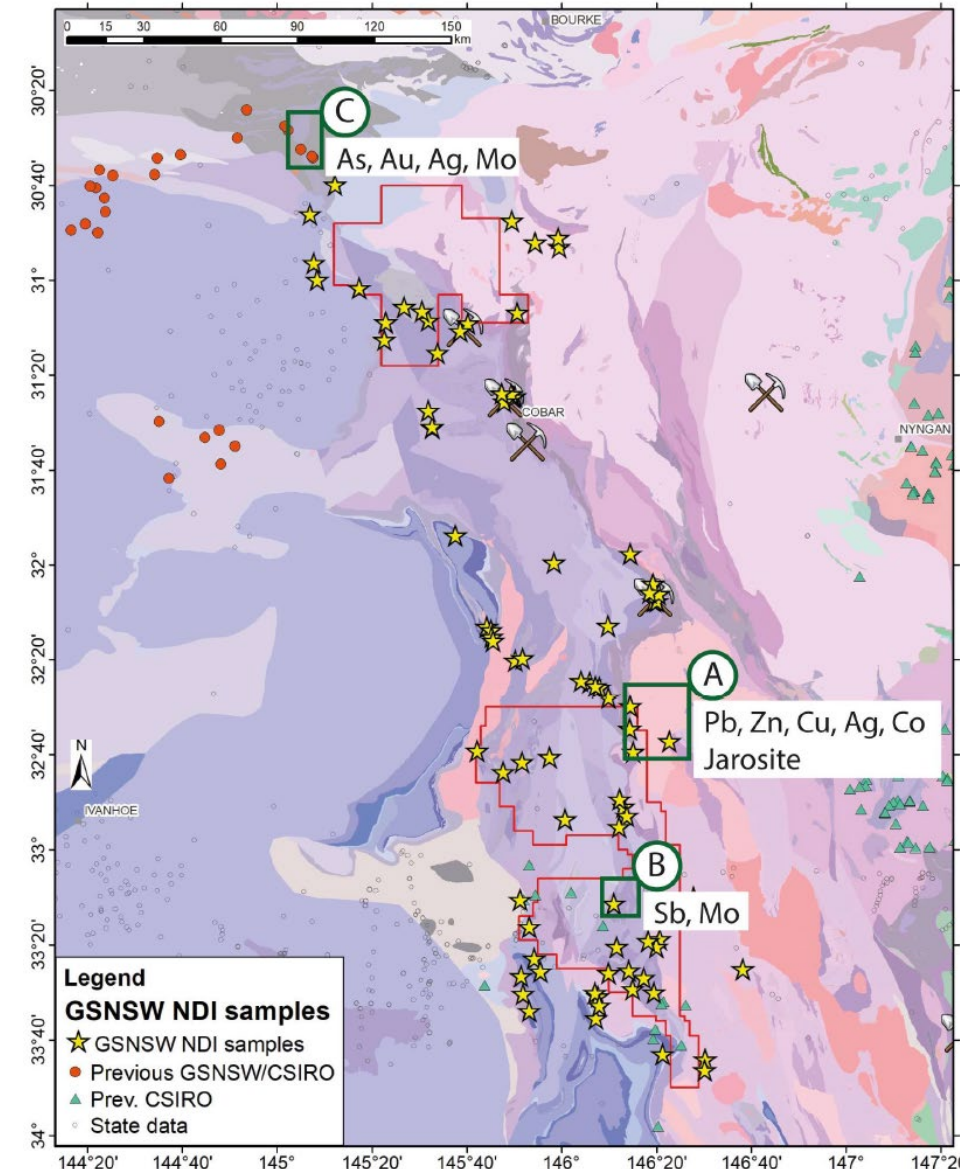 BOURKE
0 15 30 60 90 120 150
km
30°20'
C
As, Au, Ag, Mo
30°40'
31°
31°20'
COBAR
NYNGAN
31°40'
32°
32°20'
A
Pb, Zn, Cu, Ag, Co
Jarosite
N
32°40'
IVANHOE
33°
B
Sb, Mo
33°20'
Legend
GSNSW NDI samples
GSNSW NDI samples
Previous GSNSW/CSIRO
Prev. CSIRO
State data
33°40'
34°
144°20' 144°40' 145° 145°20' 145°40' 146° 146°20' 146°40' 147° 147°20'